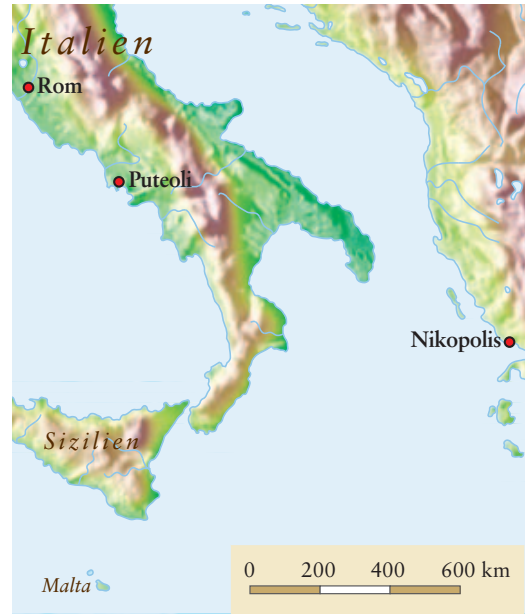 Italien
Rom
Puteoli
Nikopolis
Sizilien
Malta
0 200 400 600 km